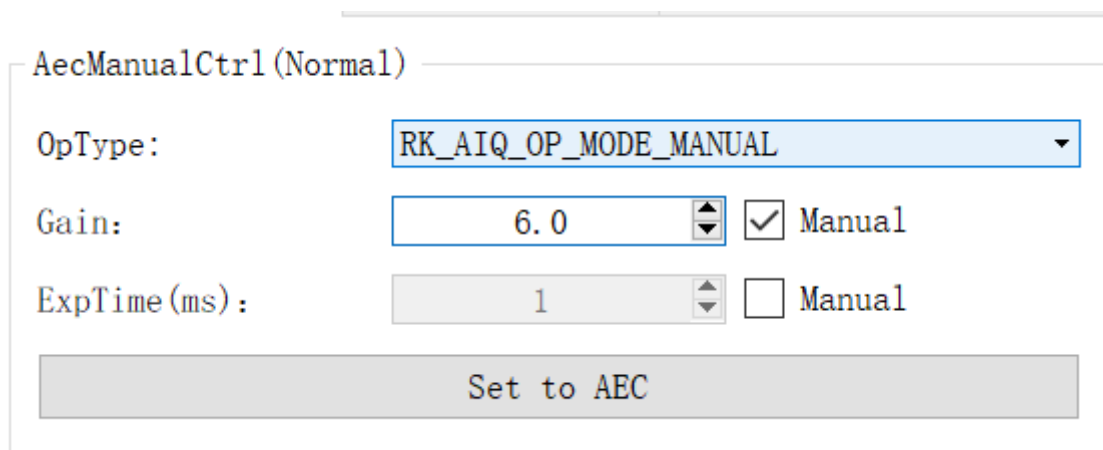 AecManualCtrl(Normal)
OpType: RK_AIQ_OP_MODE_MANUAL
Gain： 6.0 Manual
ExpTime(ms)： 1 Manual
Set to AEC